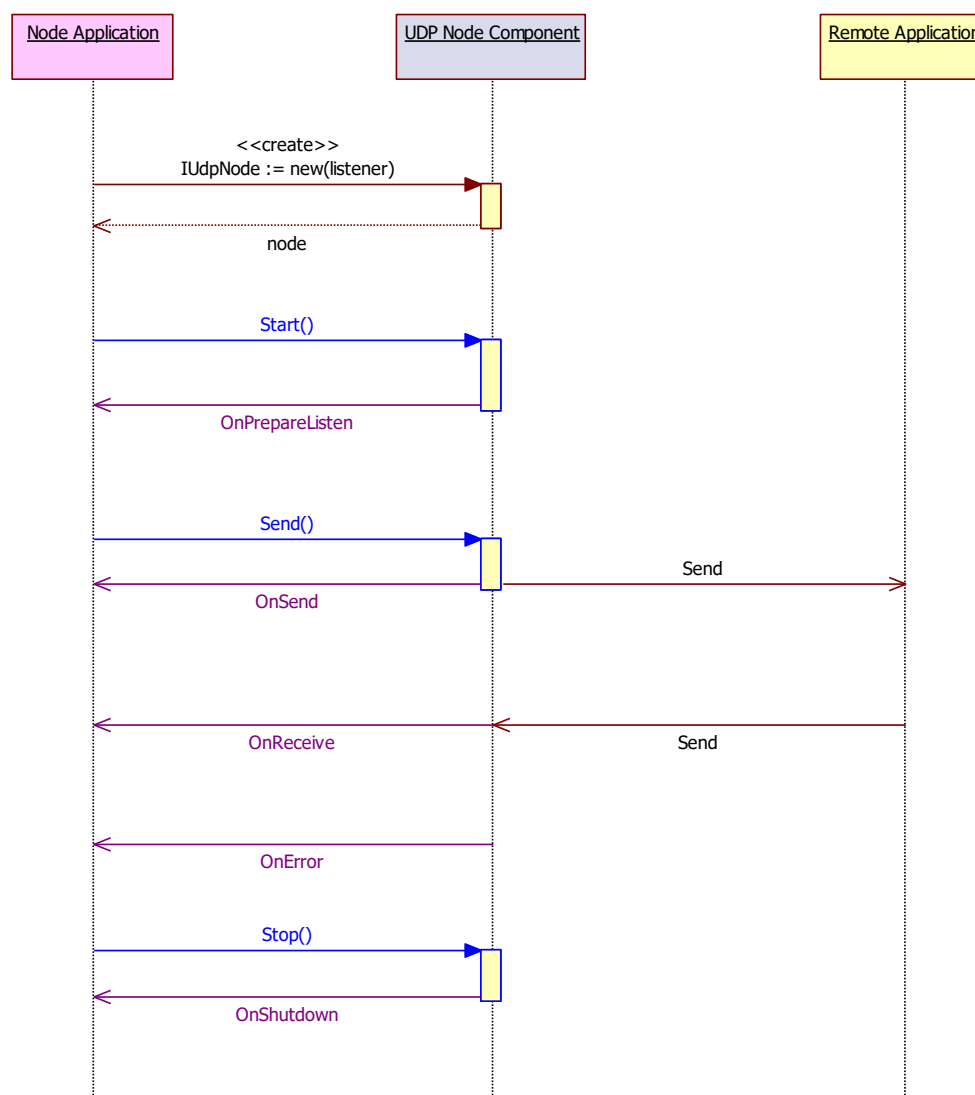 Node Application
UDP Node Component
Remote Application
<<create>>
IUdpNode := new(listener)
node
Start()
OnPrepareListen
Send()
Send
OnSend
OnReceive
Send
OnError
Stop()
OnShutdown